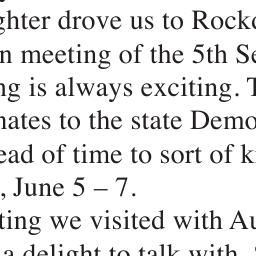 ghter drove us to Rock
n meeting of the 5th Se
ng is always exciting. T
nates to the state Demo
ead of time to sort of k
, June 5 – 7.
ting we visited with Au
a delight to talk with.